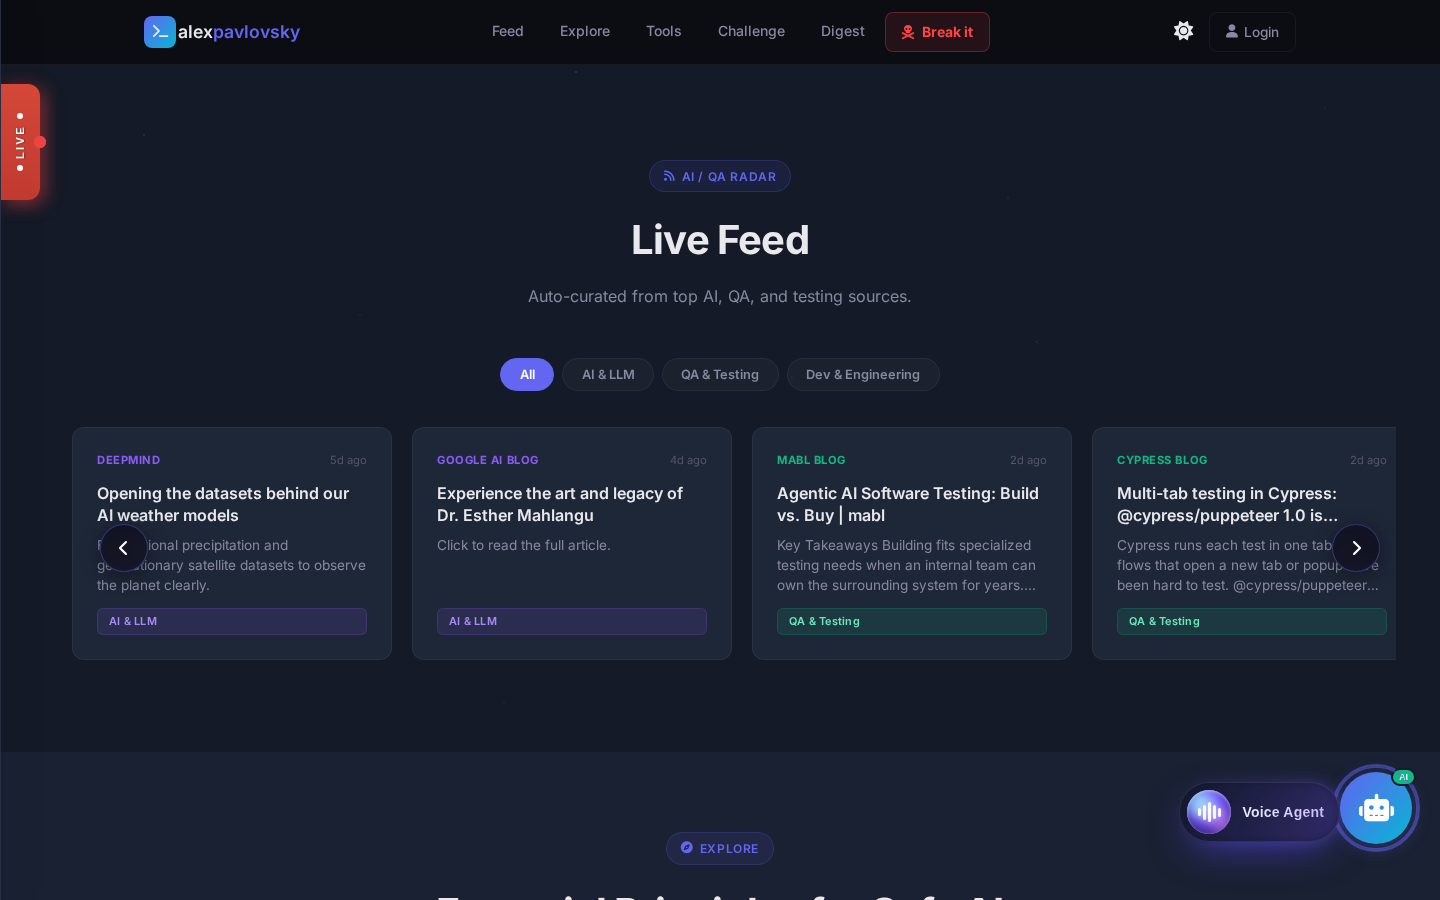 alexpavlovsky
Feed
Explore
Tools
Challenge
Digest
Break it
Login
LIVE
AI / QA RADAR
Live Feed
Auto-curated from top AI, QA, and testing sources.
All
AI & LLM
QA & Testing
Dev & Engineering
DEEPMIND
5d ago
Opening the datasets behind our
AI weather models
precipitation and
satellite datasets to observe
the planet clearly.
AI & LLM
GOOGLE AI BLOG
4d ago
Experience the art and legacy of
Dr. Esther Mahlangu
Click to read the full article.
AI & LLM
MABL BLOG
2d ago
Agentic AI Software Testing: Build
vs. Buy | mabl
Key Takeaways Building fits specialized
testing needs when an internal team can
own the surrounding system for years....
QA & Testing
CYPRESS BLOG
2d ago
Multi-tab testing in Cypress:
@cypress/puppeteer 1.0 is...
Cypress runs each test in one tab
flows that open a new tab or popup
been hard to test. @cypress/puppeteer...
QA & Testing
AI
Voice Agent
EXPLORE